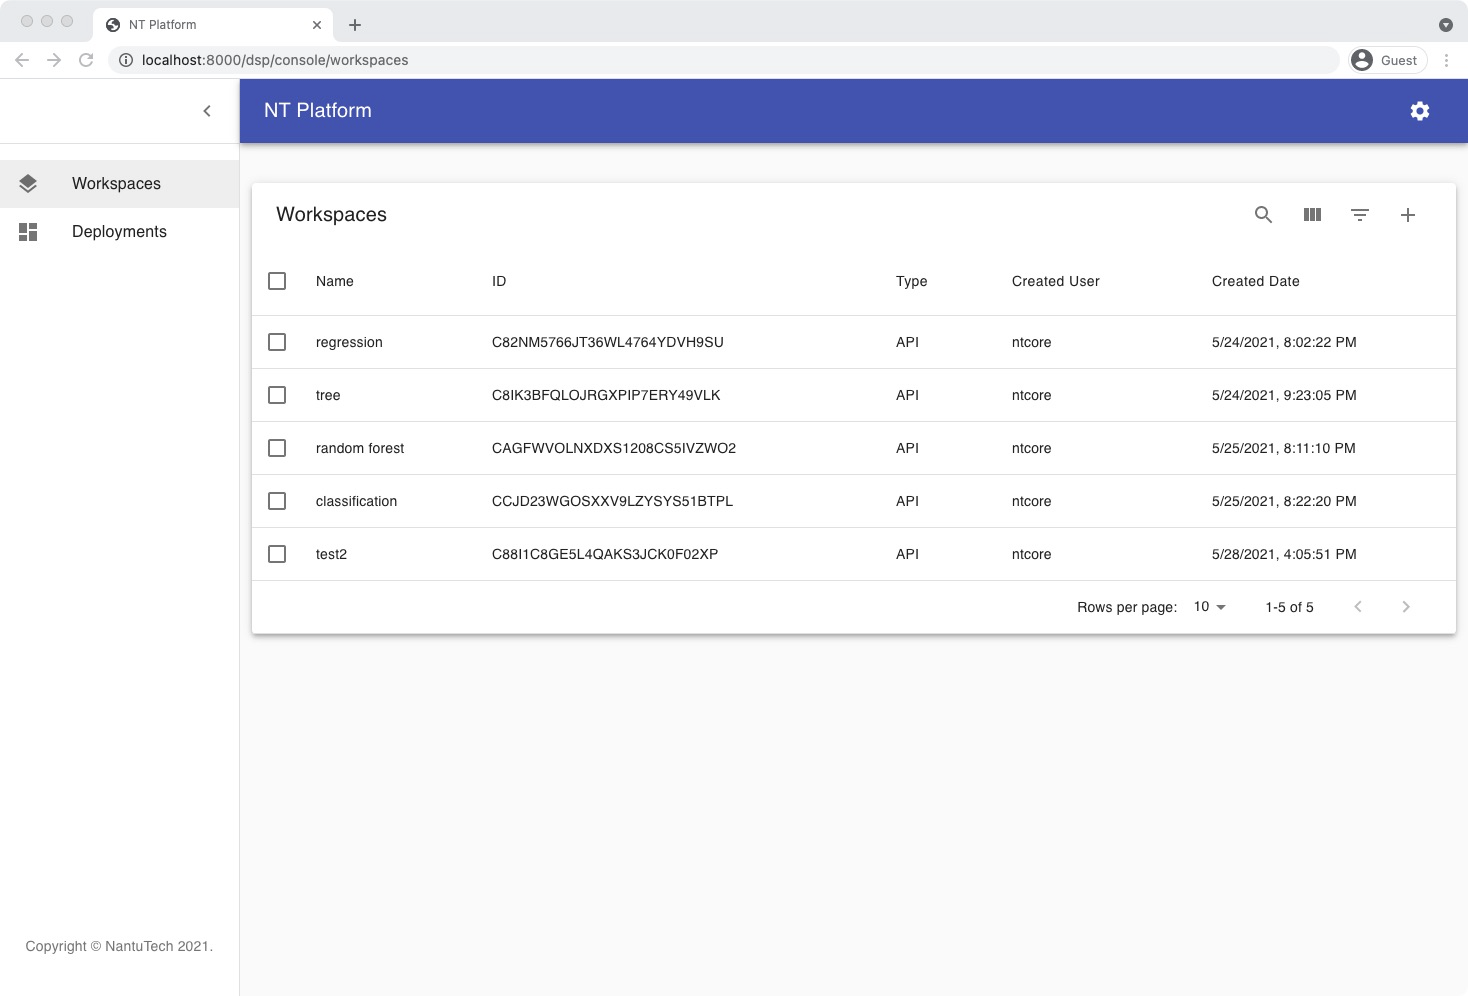 NT Platform
localhost:8000/dsp/console/workspaces
Guest
NT Platform
Workspaces
Deployments
Workspaces
Name ID Type Created User Created Date
regression C82NM5766JT36WL4764YDVH9SU API ntcore 5/24/2021, 8:02:22 PM
tree C8IK3BFQLOJRGXPIP7ERY49VLK API ntcore 5/24/2021, 9:23:05 PM
random forest CAGFWVOLNXDXS1208CS5IVZWO2 API ntcore 5/25/2021, 8:11:10 PM
classification CCJD23WGOSXXV9LZYSYS51BTPL API ntcore 5/25/2021, 8:22:20 PM
test2 C88I1C8GE5L4QAKS3JCK0F02XP API ntcore 5/28/2021, 4:05:51 PM
Rows per page: 10 1-5 of 5
Copyright © NantuTech 2021.